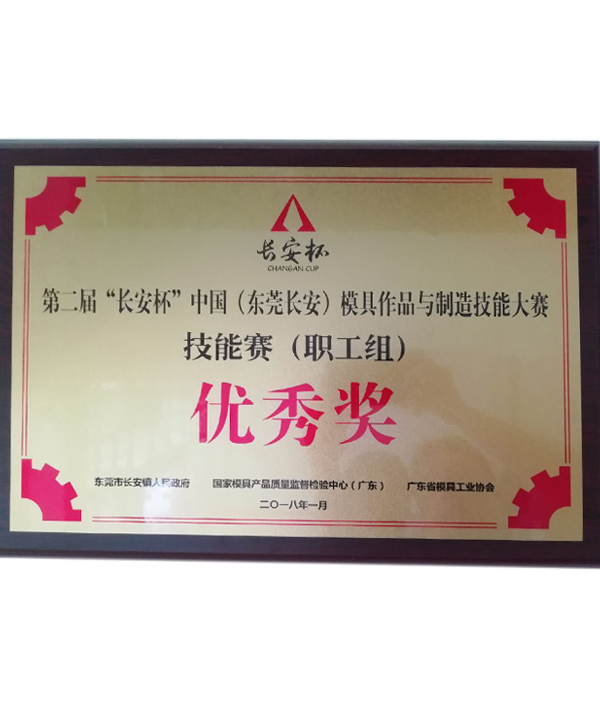 长安杯
CHANGAN CUP
第二届“长安杯”中国（东莞长安）模具作品与制造技能大赛
技能赛（职工组）
优秀奖
东莞市长安镇人民政府 国家模具产品质量监督检验中心（广东） 广东省模具工业协会
二〇一八年一月